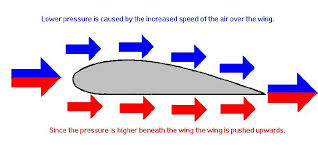 Lower pressure is caused by the increased speed of the air over the wing.
Since the pressure is higher beneath the wing the wing is pushed upwards.